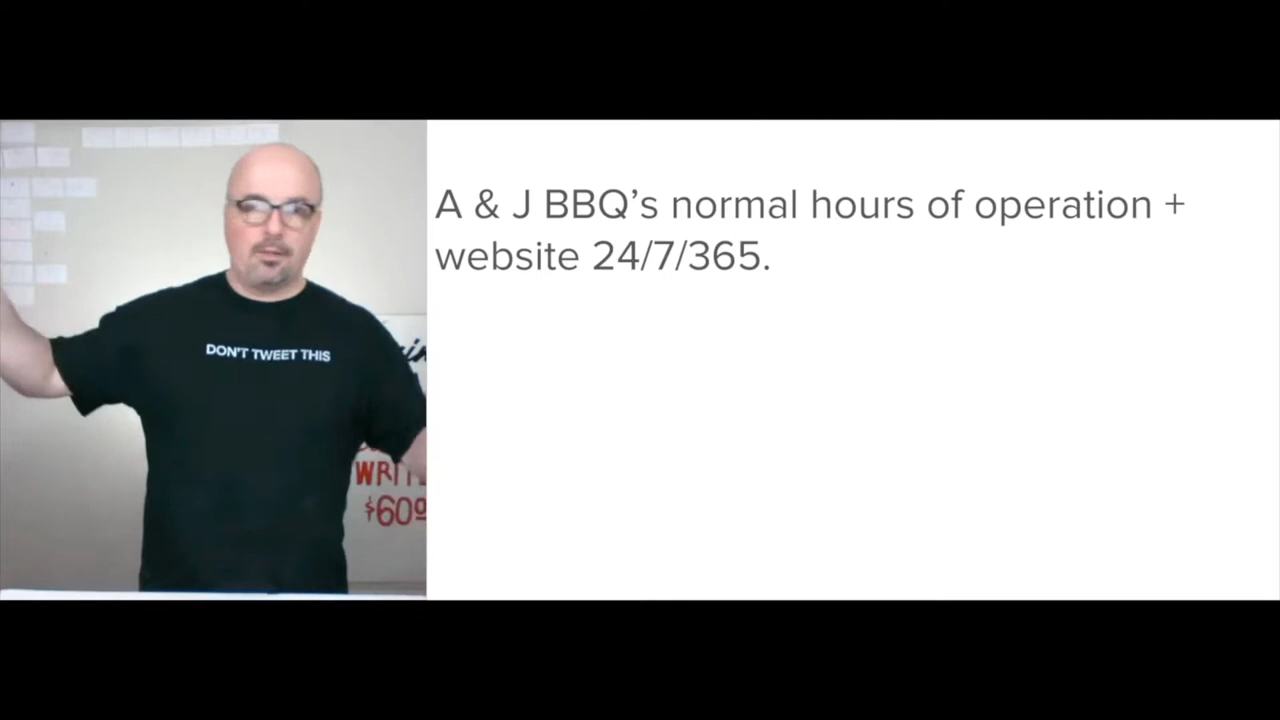 A & J BBQ’s normal hours of operation +
website 24/7/365.
DON'T TWEET THIS
$60